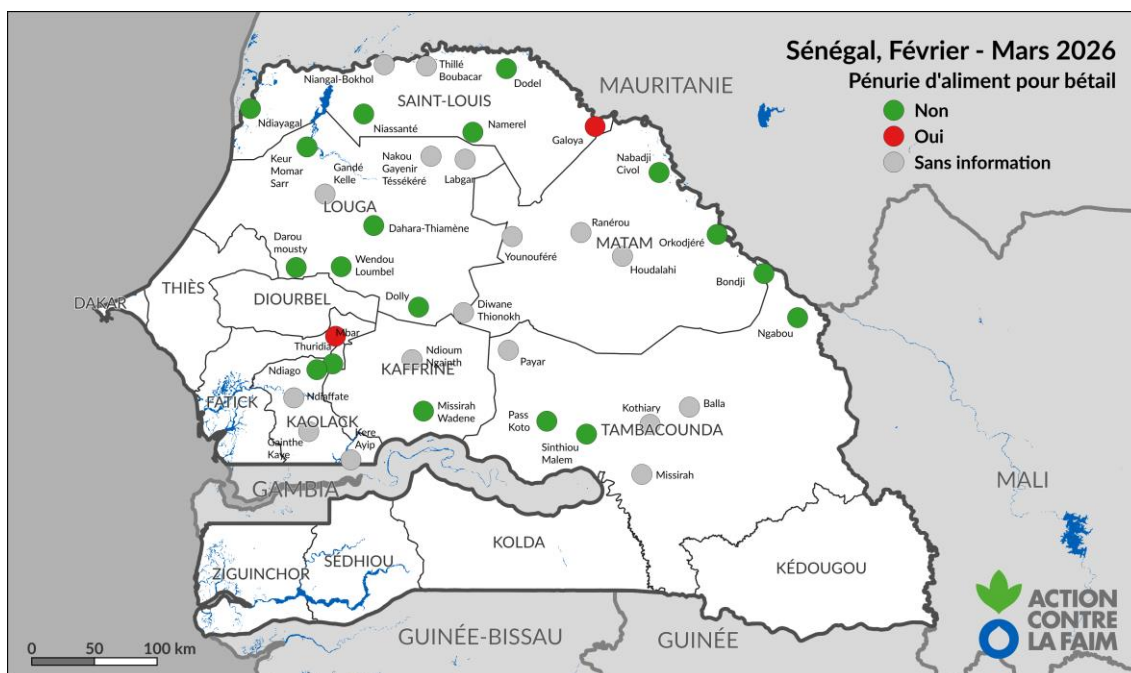 Sénégal, Février - Mars 2026
Pénurie d'aliment pour bétail
Non
Oui
Sans information
MAURITANIE
Niangal-Bokhol
Thillé
Boubacar
Dodel
SAINT-LOUIS
Ndiayagal
Niassanté
Namerel
Galoya
Keur
Momar
Sarr
Gandé
Kelle
Nakou
Gayenir
Téssékéré
Labgar
Nabadji
Civol
LOUGA
Dahara-Thiamène
Ranérou
MATAM
Younouféré
Houdalahi
Orkodjéré
Darou
mousty
Wendou
Loumbel
Bondji
THIÈS
DAKAR
DIOURBEL
Dolly
Diwane
Thionokh
Ngabou
Mbar
Thuridia
Ndioum
Ngainth
Payar
Ndiago
KAFFRINE
FATICK
Ndiaffate
Missirah
Wadene
Pass
Koto
Kothiary
Balla
KAOLACK
TAMBACOUNDA
Gainthe
Kaye
Kere
Ayip
Sinthiou
Malem
Missirah
GAMBIA
MALI
KOLDA
SÉDHIOU
ZIGUINCHOR
KÉDOUGOU
GUINÉE-BISSAU
GUINÉE
0 50 100 km
ACTION
CONTRE
LA FAIM